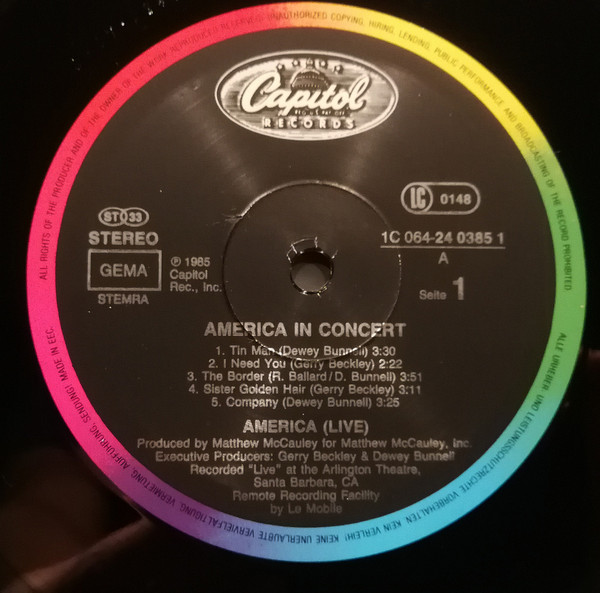 ALL RIGHTS OF THE PRODUCER AND OF THE OWNER OF THE WORK REPRODUCED RESERVED. UNAUTHORIZED COPYING, HIRING, LENDING, PUBLIC PERFORMANCE AND BROADCASTING OF THE RECORD PROHIBITED.
Capitol
RECORDS
LC 0148
ST 33
STEREO
1C 064-24 0385 1
A
GEMA
STEMRA
℗ 1985
Capitol
Rec., Inc.
Seite 1
AMERICA IN CONCERT
1. Tin Man (Dewey Bunnell) 3:30
2. I Need You (Gerry Beckley) 2:22
3. The Border (R. Ballard/D. Bunnell) 3:51
4. Sister Golden Hair (Gerry Beckley) 3:11
5. Company (Dewey Bunnell) 3:25
AMERICA (LIVE)
Produced by Matthew McCauley for Matthew McCauley, Inc.
Executive Producers: Gerry Beckley & Dewey Bunnell
Recorded "Live" at the Arlington Theatre,
Santa Barbara, CA
Remote Recording Facility
by Le Mobile
ALLE URHEBER UND LEISTUNGSSCHUTZRECHTE VORBEHALTEN KEIN VERLEIH! KEINE UNERLAUBTE VERVIELFÄLTIGUNG, VERMIETUNG, AUFFÜHRUNG, SENDUNG! MADE IN EEC.